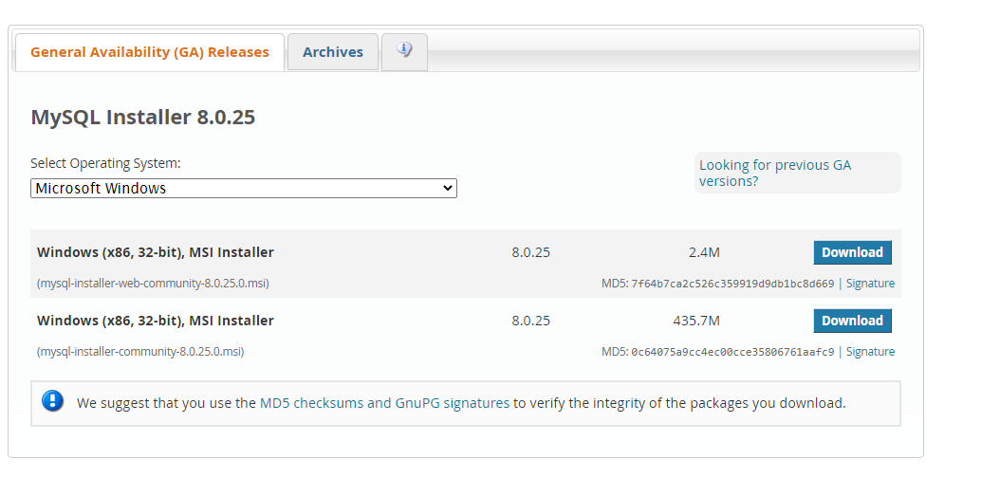 General Availability (GA) Releases
Archives
MySQL Installer 8.0.25
Select Operating System:
Microsoft Windows
Looking for previous GA
versions?
Windows (x86, 32-bit), MSI Installer 8.0.25 2.4M Download
(mysql-installer-web-community-8.0.25.0.msi) MD5: 7f64b7ca2c526c359919d9db1bc8d669 | Signature
Windows (x86, 32-bit), MSI Installer 8.0.25 435.7M Download
(mysql-installer-community-8.0.25.0.msi) MD5: 0c64075a9cc4ec00cce35806761aafc9 | Signature
We suggest that you use the MD5 checksums and GnuPG signatures to verify the integrity of the packages you download.